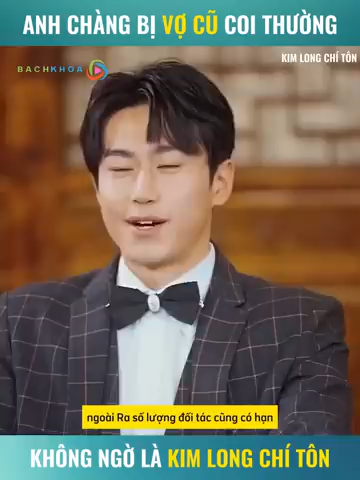 ANH CHÀNG BỊ VỢ CŨ COI THƯỜNG
KIM LONG CHÍ TÔN
BACHKHOA
ngoài Ra số lượng đối tác cũng có hạn
KHÔNG NGỜ LÀ KIM LONG CHÍ TÔN